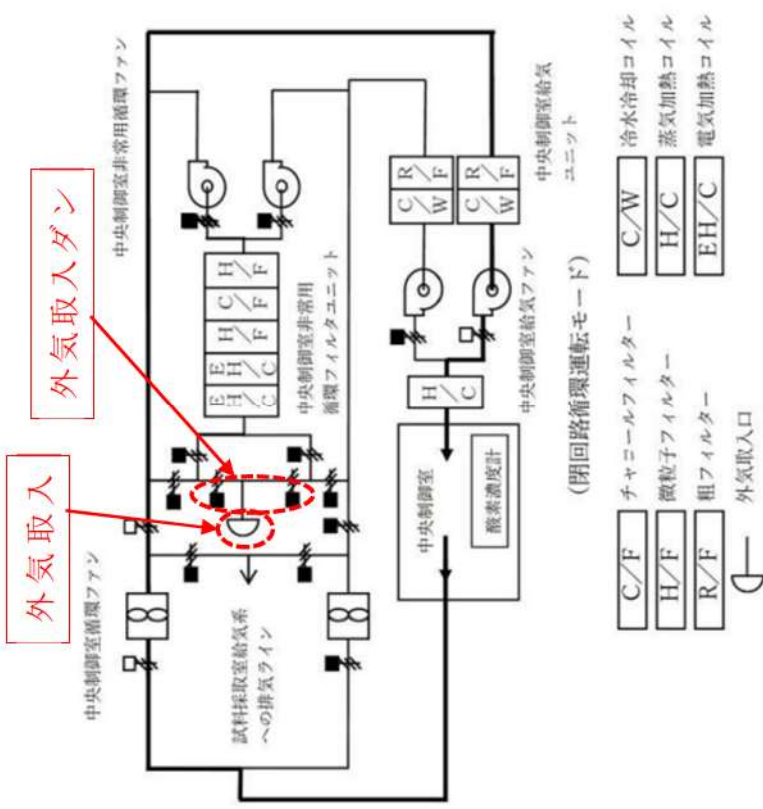 外気取入ダン
外気取入
中央制御室非常用循環ファン
中央制御室循環ファン
H/F
C/F
H/F
EH/C
EH/C
中央制御室非常用
循環フィルタユニット
試料採取室給気系
への排気ライン
R/F
C/W
R/F
C/W
中央制御室給気
ユニット
中央制御室給気ファン
H/C
中央制御室
酸素濃度計
(閉回路循環運転モード)
C/F
チャコールフィルター
H/F
微粒子フィルター
R/F
粗フィルター
外気取入口
C/W
冷水冷却コイル
H/C
蒸気加熱コイル
EH/C
電気加熱コイル